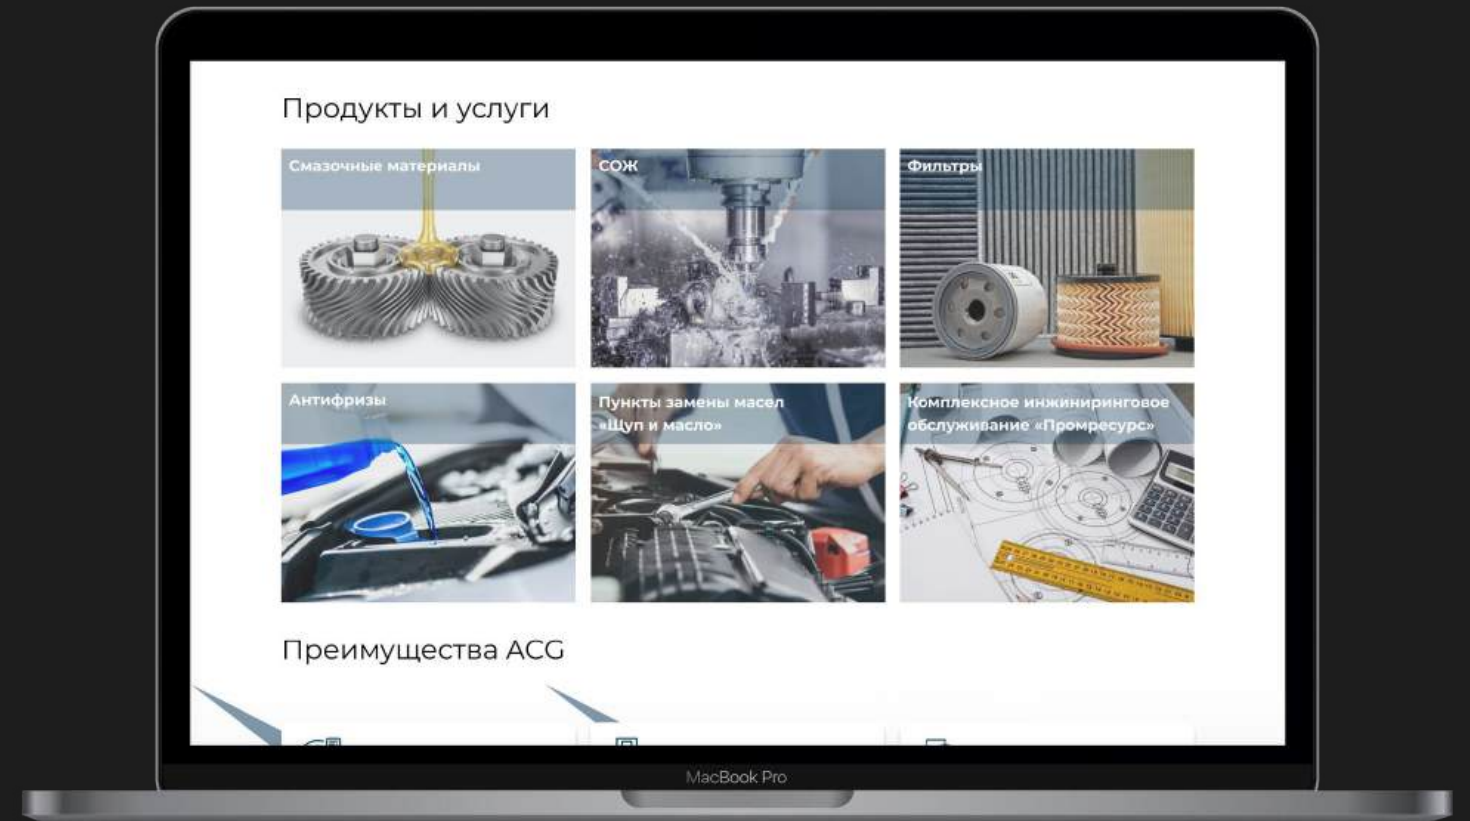 Продукты и услуги
Смазочные материалы
СОЖ
Фильтры
Антифризы
Пункты замены масел
«Щуп и масло»
Комплексное инжиниринговое
обслуживание «Промресурс»
Преимущества ACG
MacBook Pro